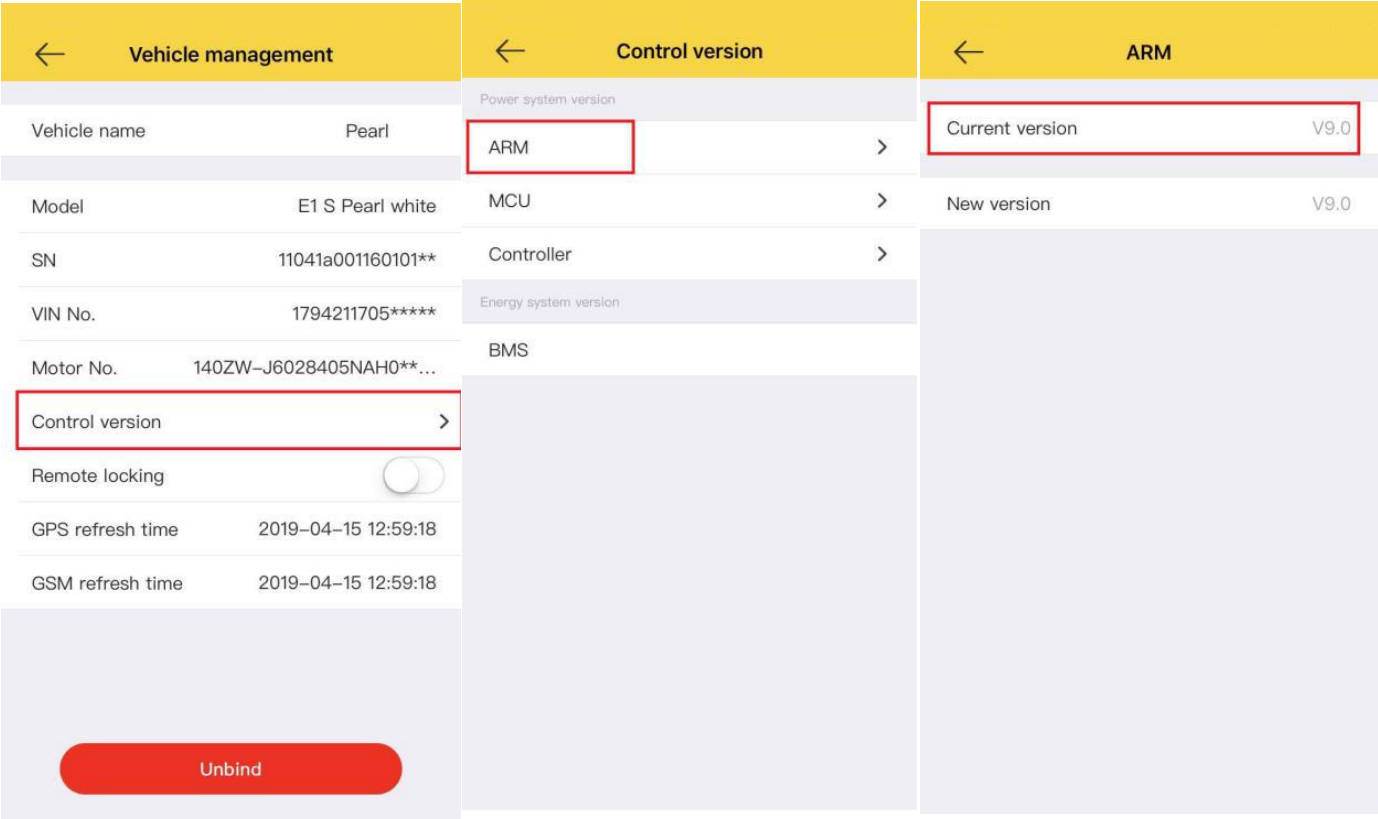 Vehicle management
Vehicle name Pearl
Model E1 S Pearl white
SN 11041a001160101**
VIN No. 1794211705*****
Motor No. 140ZW–J6028405NAH0**...
Control version
Remote locking
GPS refresh time 2019–04–15 12:59:18
GSM refresh time 2019–04–15 12:59:18
Unbind
Control version
Power system version
ARM
MCU
Controller
Energy system version
BMS
ARM
Current version V9.0
New version V9.0